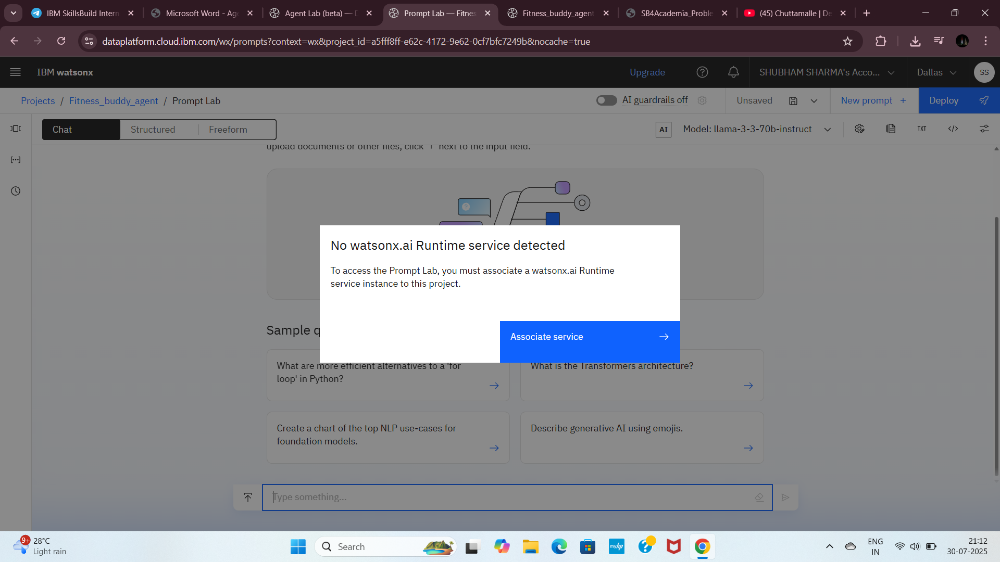 IBM SkillsBuild Intern
Microsoft Word - Age
Agent Lab (beta) — D
Prompt Lab — Fitnes
Fitness_buddy_agent
SB4Academia_Proble
(45) Chuttamalle | De
dataplatform.cloud.ibm.com/wx/prompts?context=wx&project_id=a5fff8ff-e62c-4172-9e62-0cf7bfc7249b&nocache=true
IBM watsonx
Upgrade
SHUBHAM SHARMA's Acco...
Dallas
SS
Projects / Fitness_buddy_agent / Prompt Lab
AI guardrails off
Unsaved
New prompt +
Deploy
Chat
Structured
Freeform
AI
Model: llama-3-3-70b-instruct
TXT
</>
upload documents or other files, click "↑" next to the input field.
?
No watsonx.ai Runtime service detected
To access the Prompt Lab, you must associate a watsonx.ai Runtime
service instance to this project.
Associate service
Sample q
What are more efficient alternatives to a 'for
loop' in Python?
What is the Transformers architecture?
Create a chart of the top NLP use-cases for
foundation models.
Describe generative AI using emojis.
Type something...
9+
28°C
Light rain
Search
myhp
ENG
IN
21:12
30-07-2025